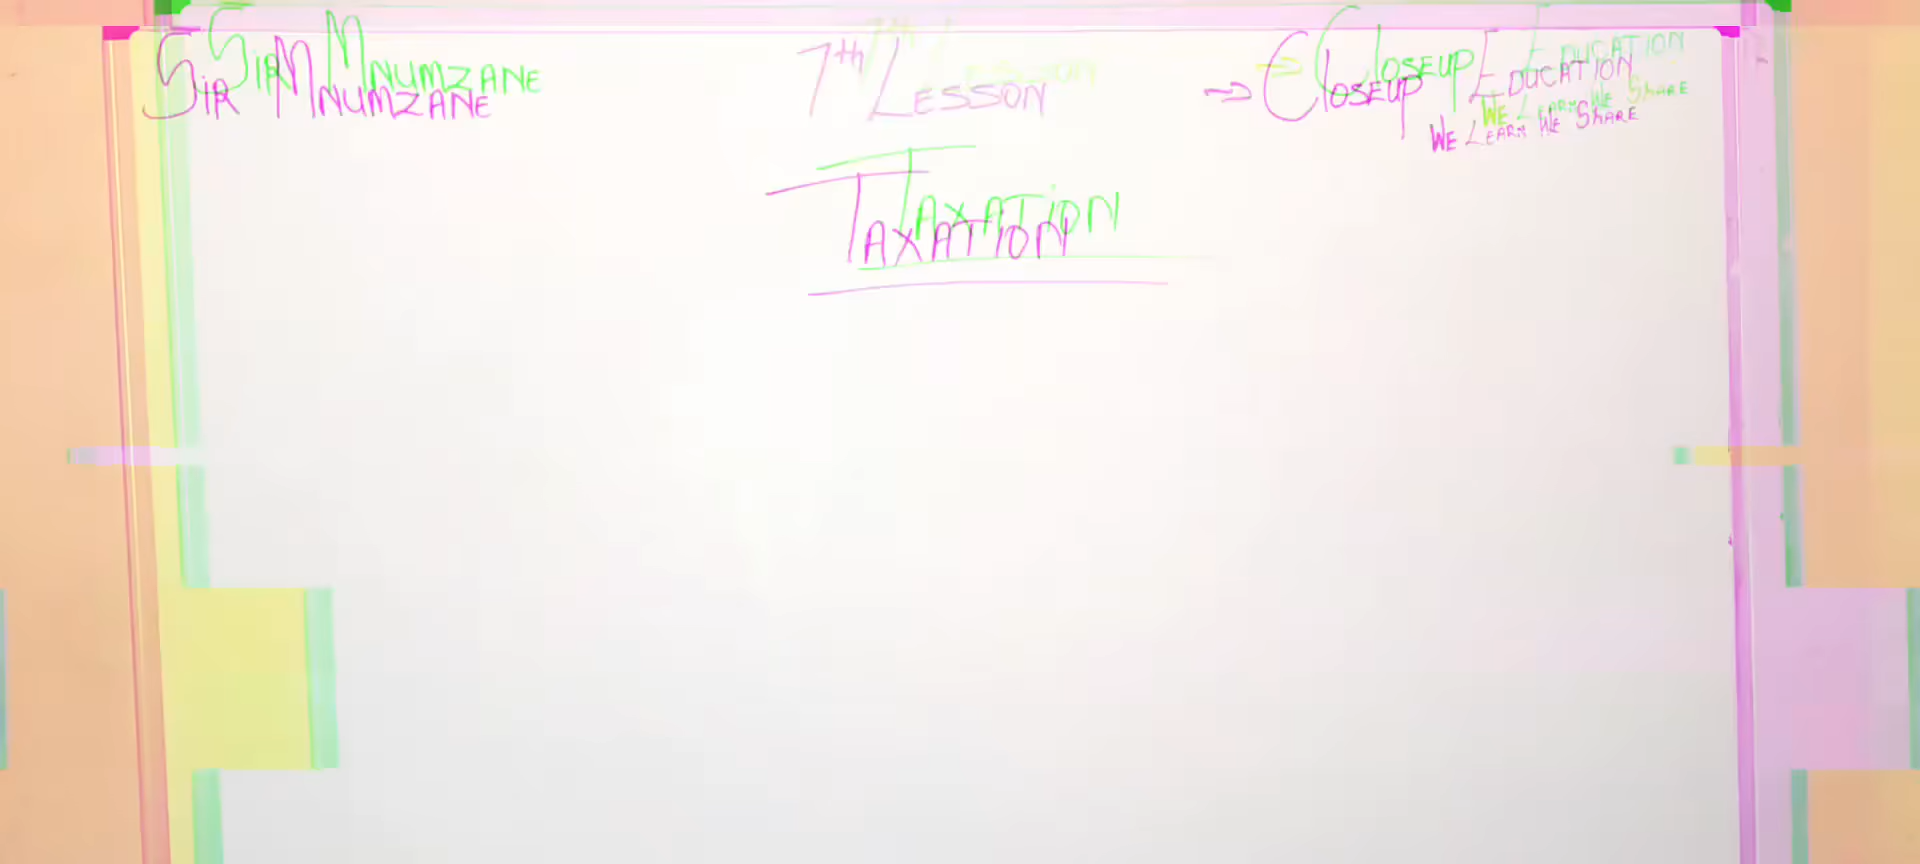 Sir Mnumzane
7th Lesson
→ Closeup Education
We Learn We Share
Taxation